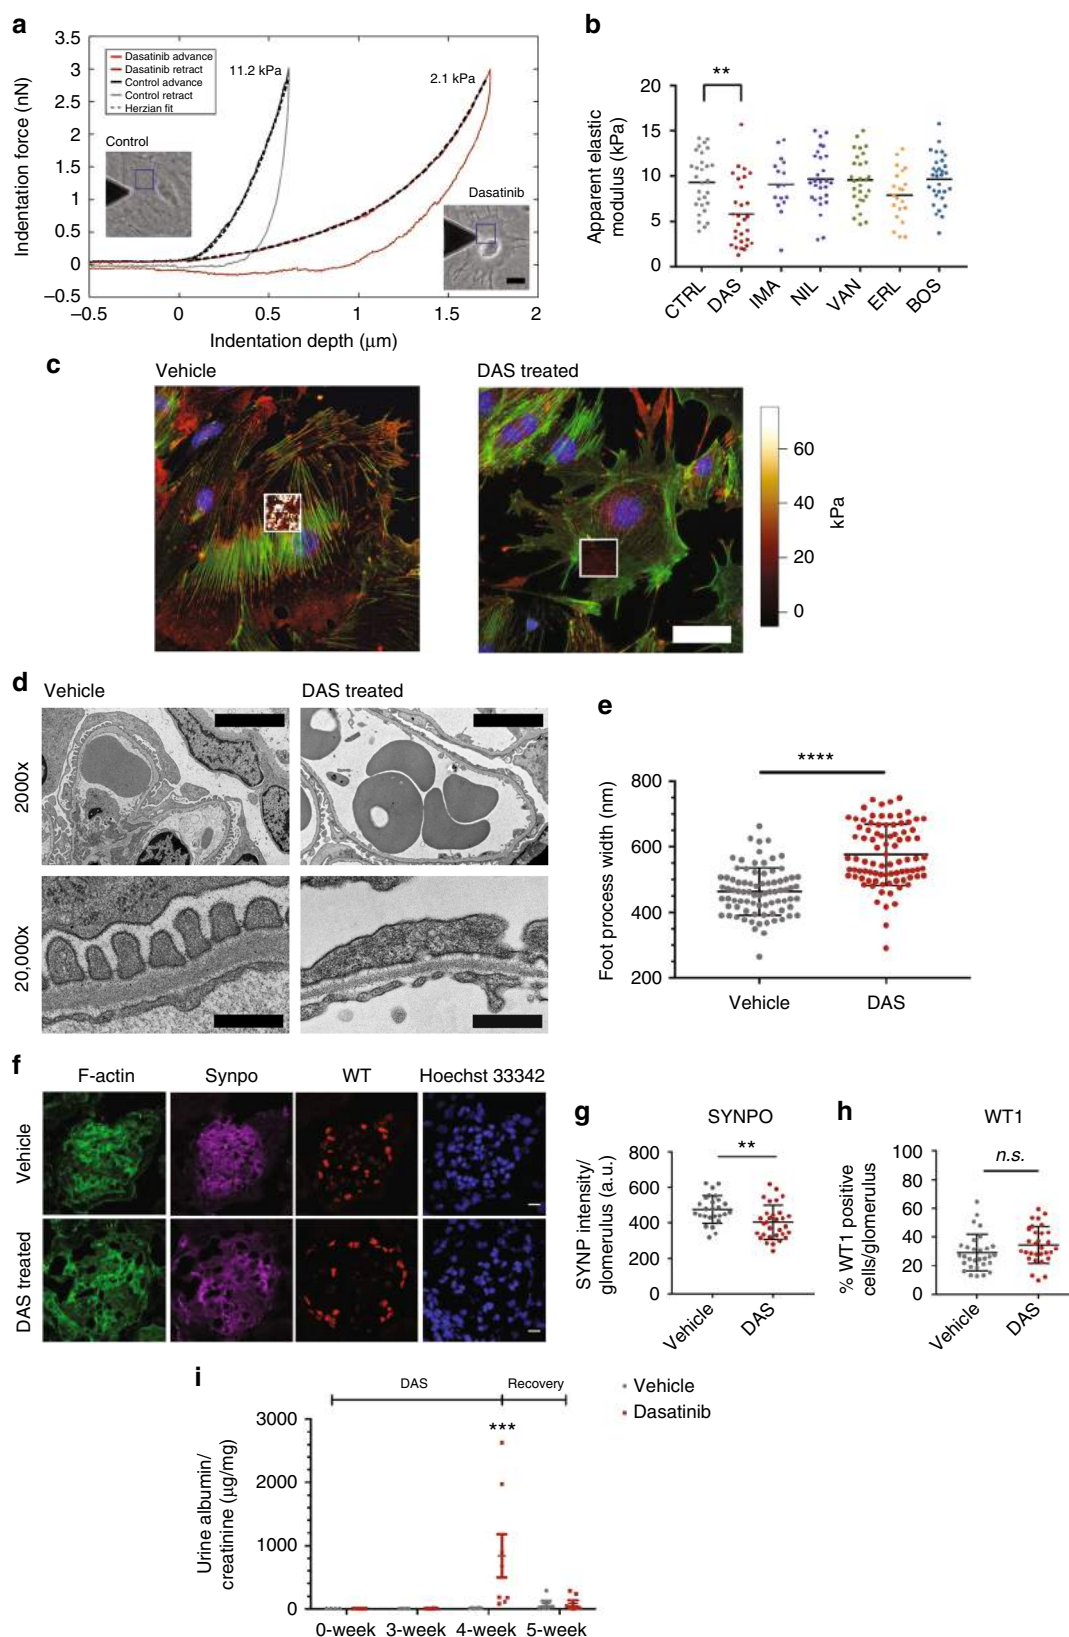 a
3.5
3
2.5
2
1.5
1
0.5
0
–0.5
Indentation force (nN)
Dasatinib advance
Dasatinib retract
Control advance
Control retract
Herzian fit
11.2 kPa
2.1 kPa
Control
Dasatinib
–0.5
0
0.5
1
1.5
2
Indentation depth (μm)
b
**
20
15
10
5
0
Apparent elastic
modulus (kPa)
CTRL
DAS
IMA
NIL
VAN
ERL
BOS
c
Vehicle
DAS treated
60
40
20
0
kPa
d
Vehicle
DAS treated
2000x
20,000x
e
****
800
600
400
200
Foot process width (nm)
Vehicle
DAS
f
F-actin
Synpo
WT
Hoechst 33342
Vehicle
DAS treated
g
SYNPO
**
800
600
400
200
0
SYNP intensity/
glomerulus (a.u.)
Vehicle
DAS
h
WT1
n.s.
100
80
60
40
20
0
% WT1 positive
cells/glomerulus
Vehicle
DAS
i
DAS
Recovery
Vehicle
Dasatinib
***
3000
2000
1000
0
Urine albumin/
creatinine (μg/mg)
0-week
3-week
4-week
5-week